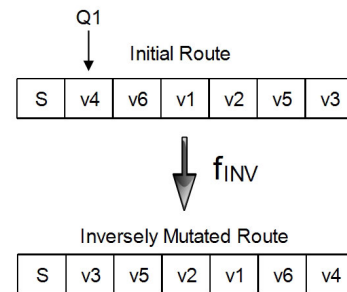 Q1
Initial Route
S v4 v6 v1 v2 v5 v3
fINV
Inversely Mutated Route
S v3 v5 v2 v1 v6 v4